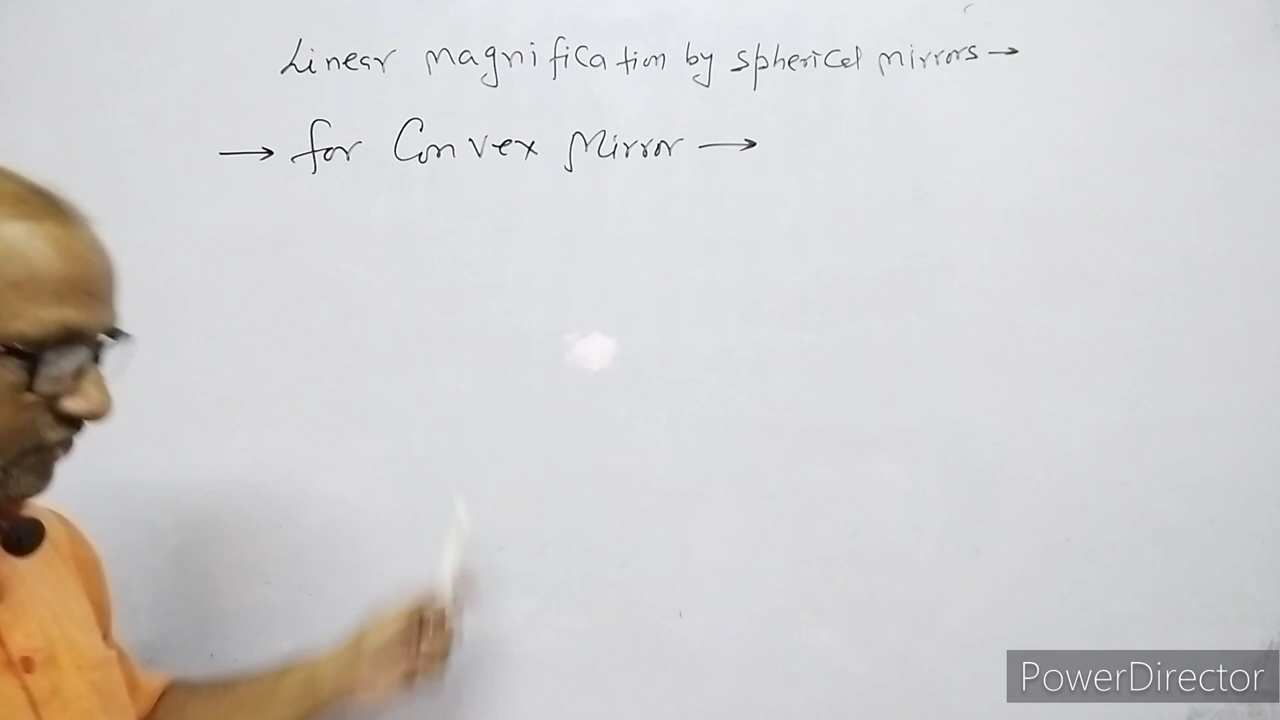 Linear magnification by spherical mirrors →
→ for Convex Mirror →
PowerDirector